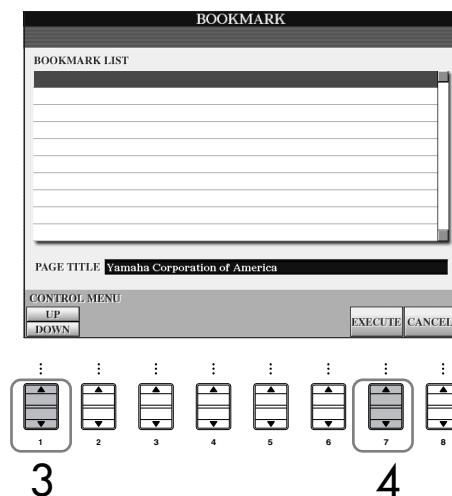 BOOKMARK
BOOKMARK LIST
PAGE TITLE Yamaha Corporation of America
CONTROL MENU
UP
DOWN
EXECUTE CANCEL
1 2 3 4 5 6 7 8
3 4